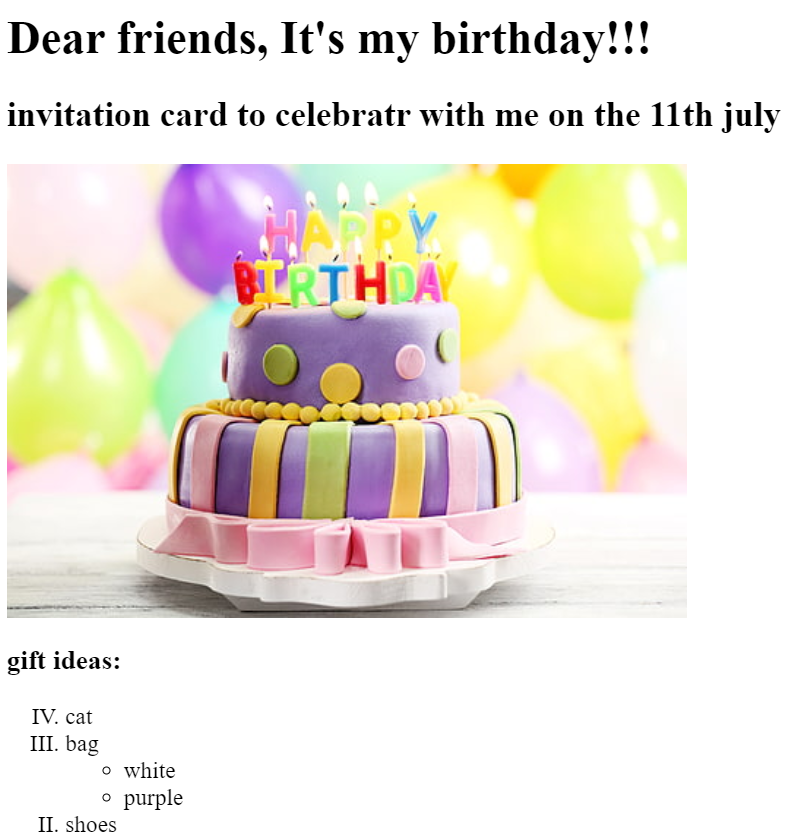 Dear friends, It's my birthday!!!
invitation card to celebratr with me on the 11th july
HAPPY
BIRTHDAY
gift ideas:
IV. cat
III. bag
white
purple
II. shoes